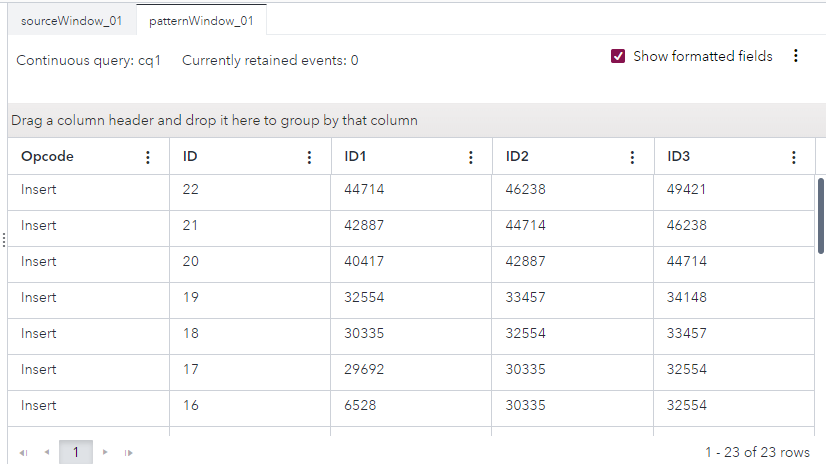 sourceWindow_01 patternWindow_01
Continuous query: cq1 Currently retained events: 0 Show formatted fields
Drag a column header and drop it here to group by that column
Opcode ID ID1 ID2 ID3
Insert 22 44714 46238 49421
Insert 21 42887 44714 46238
Insert 20 40417 42887 44714
Insert 19 32554 33457 34148
Insert 18 30335 32554 33457
Insert 17 29692 30335 32554
Insert 16 6528 30335 32554
1 1 - 23 of 23 rows